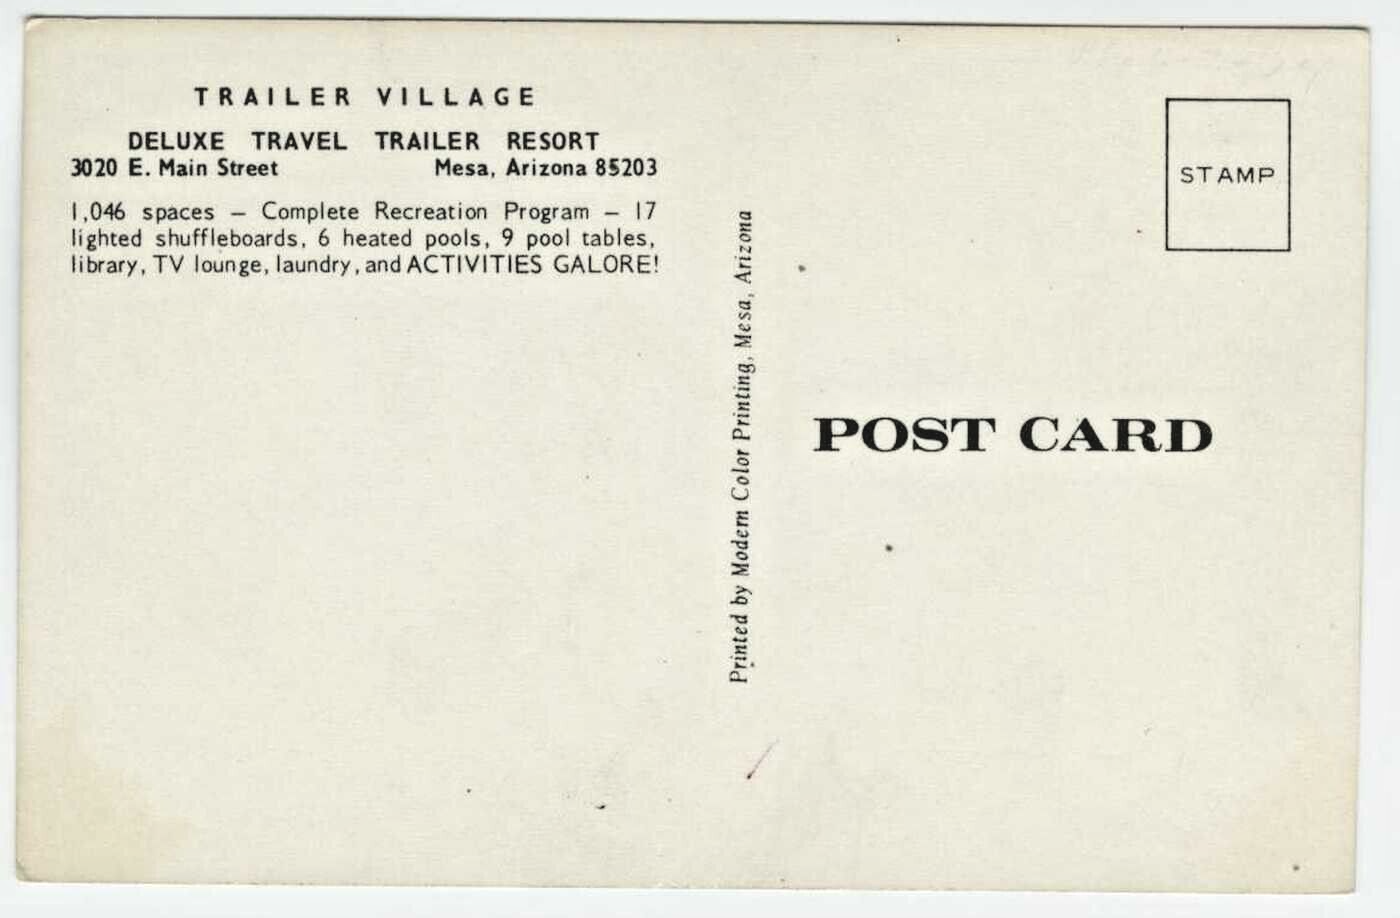 TRAILER VILLAGE
DELUXE TRAVEL TRAILER RESORT
3020 E. Main Street Mesa, Arizona 85203
1,046 spaces – Complete Recreation Program – 17
lighted shuffleboards, 6 heated pools, 9 pool tables,
library, TV lounge, laundry, and ACTIVITIES GALORE!
Printed by Modern Color Printing, Mesa, Arizona
STAMP
POST CARD